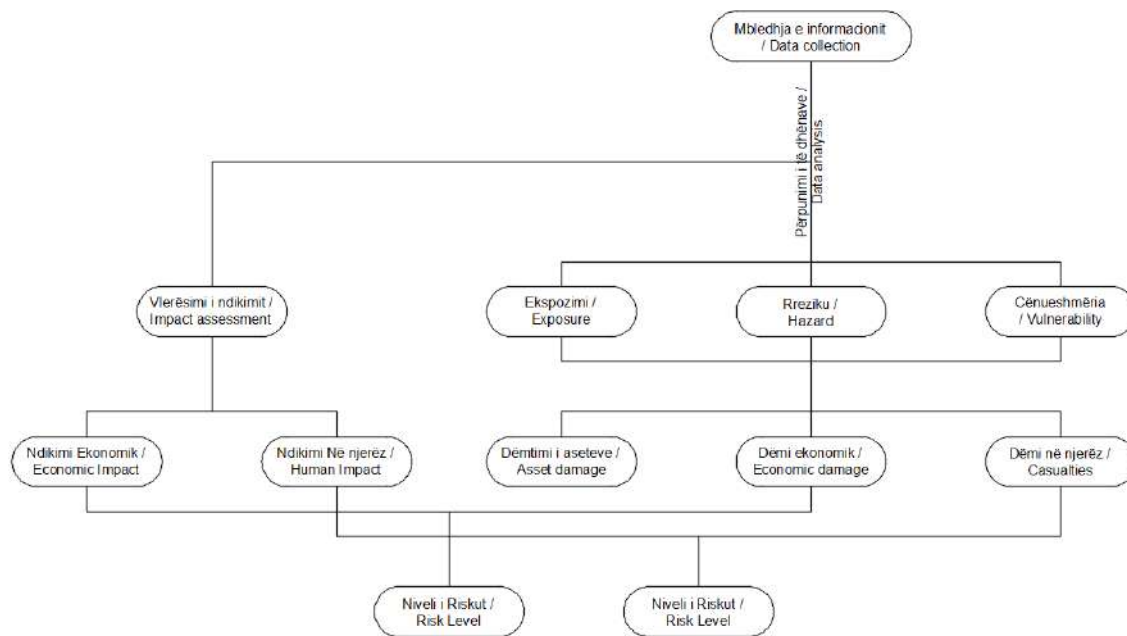 Mbledhja e informacionit
/ Data collection
Përpunimi i të dhënave /
Data analysis
Vlerësimi i ndikimit /
Impact assessment
Ekspozimi /
Exposure
Rreziku /
Hazard
Cënueshmëria
/ Vulnerability
Ndikimi Ekonomik /
Economic Impact
Ndikimi Në njerëz /
Human Impact
Dëmtimi i aseteve /
Asset damage
Dëmi ekonomik /
Economic damage
Dëmi në njerëz /
Casualties
Niveli i Riskut /
Risk Level
Niveli i Riskut /
Risk Level